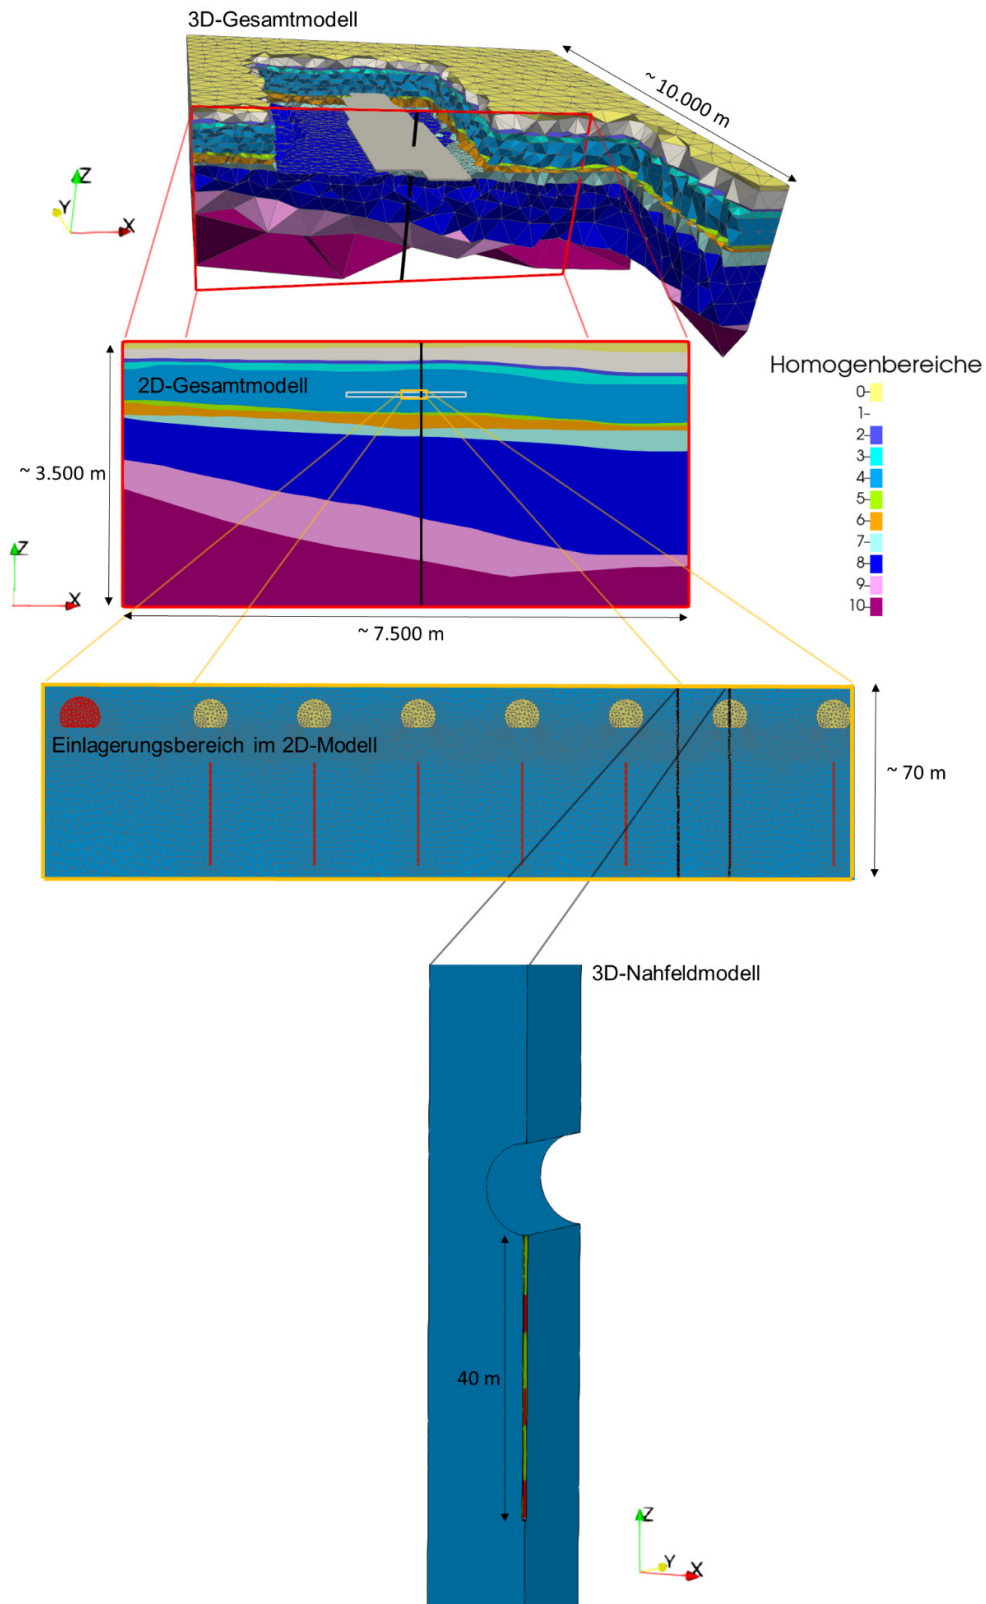 3D-Gesamtmodell
~ 10.000 m
Z
Y
X
2D-Gesamtmodell
~ 3.500 m
Z
X
~ 7.500 m
Homogenbereiche
0
1
2
3
4
5
6
7
8
9
10
Einlagerungsbereich im 2D-Modell
~ 70 m
3D-Nahfeldmodell
40 m
Z
Y
X